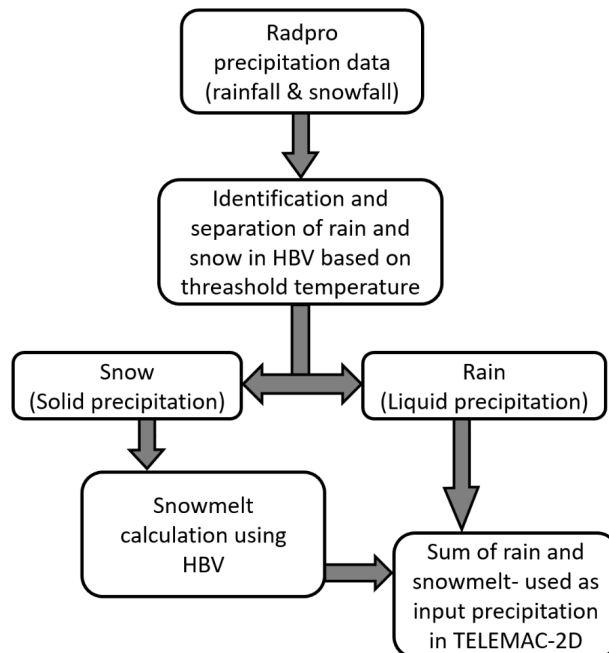 Radpro
precipitation data
(rainfall & snowfall)
Identification and
separation of rain and
snow in HBV based on
threashold temperature
Snow
(Solid precipitation)
Rain
(Liquid precipitation)
Snowmelt
calculation using
HBV
Sum of rain and
snowmelt- used as
input precipitation
in TELEMAC-2D